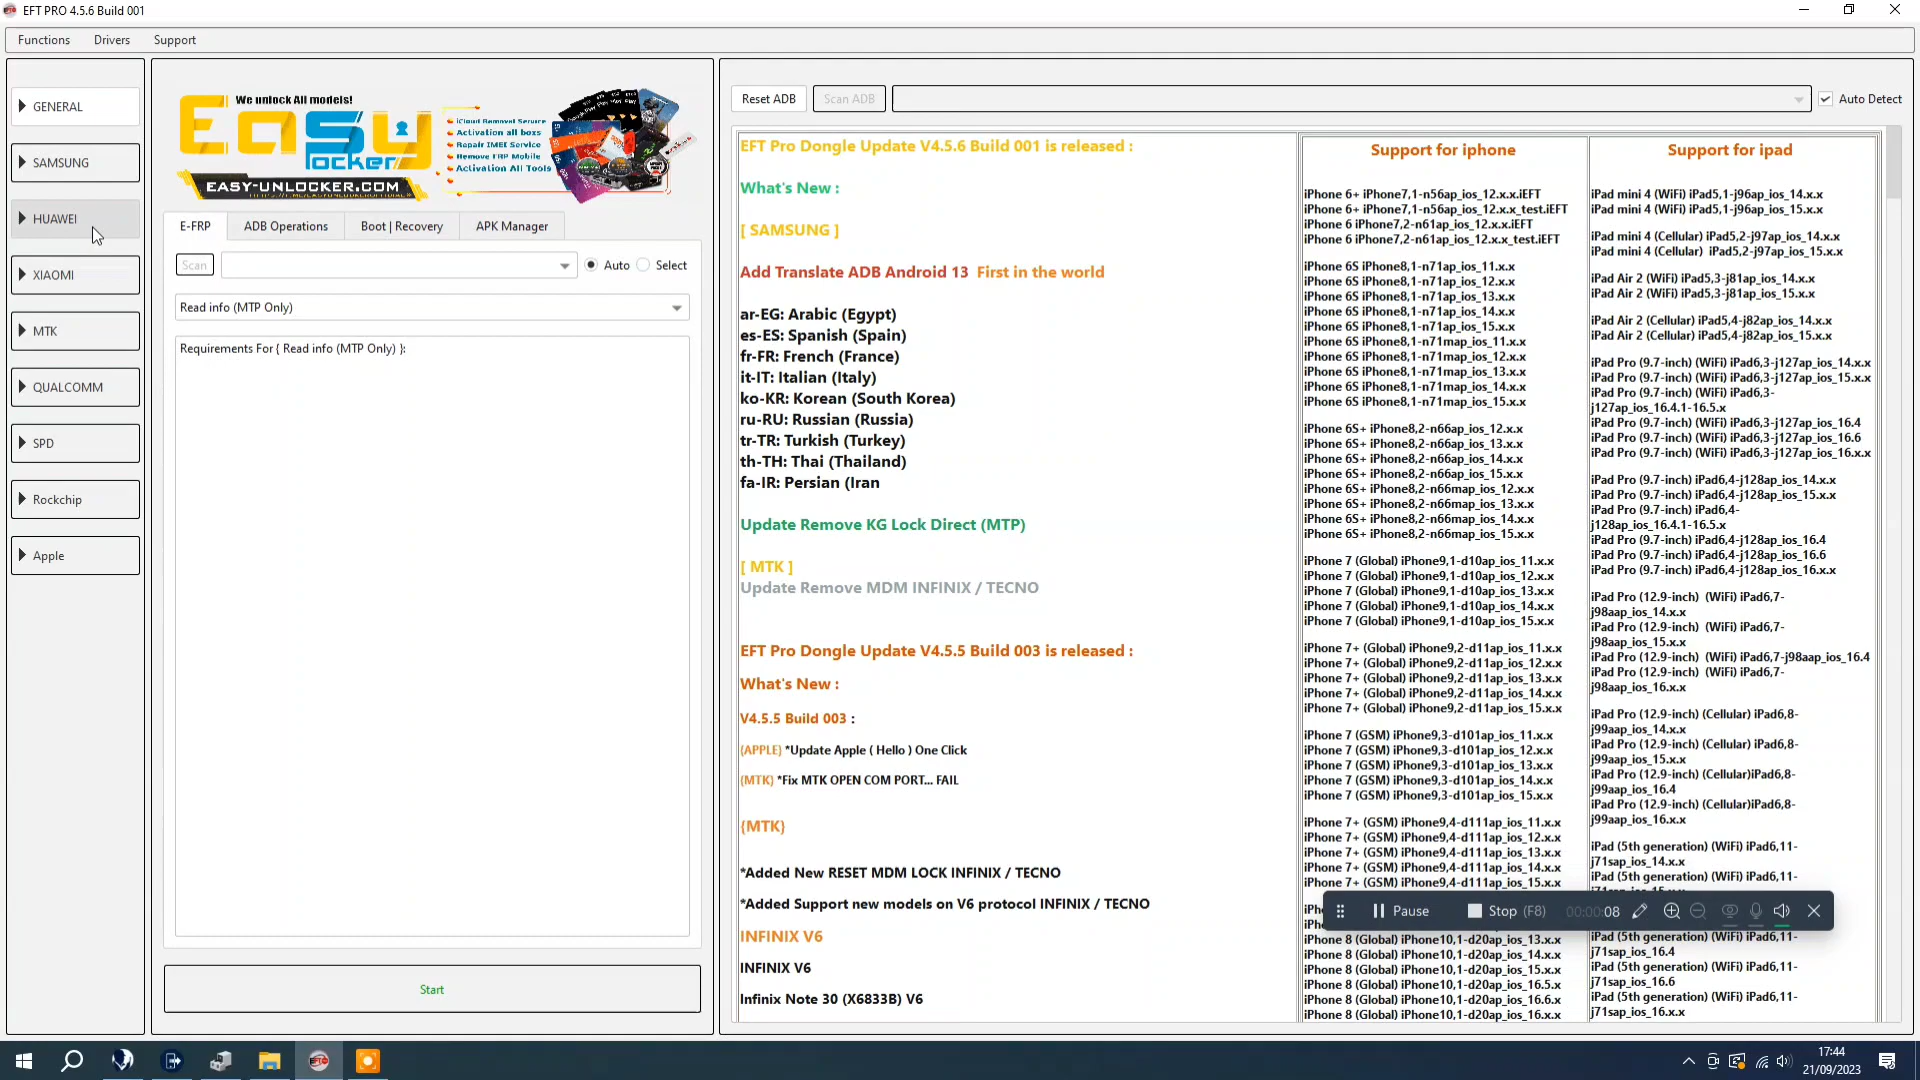 EFT PRO 4.5.6 Build 001
Functions
Drivers
Support
GENERAL
SAMSUNG
HUAWEI
XIAOMI
MTK
QUALCOMM
SPD
Rockchip
Apple
We unlock All models!
Easy
locker
EASY-UNLOCKER.COM
iCloud Removal Service
Activation all boxs
Repair IMEI Service
Remove FRP Mobile
Activation All Tools
E-FRP
ADB Operations
Boot | Recovery
APK Manager
Scan
Auto
Select
Read info (MTP Only)
Requirements For { Read info (MTP Only) }:
Start
Reset ADB
Scan ADB
Auto Detect
EFT Pro Dongle Update V4.5.6 Build 001 is released :
What's New :
[ SAMSUNG ]
Add Translate ADB Android 13 First in the world
ar-EG: Arabic (Egypt)
es-ES: Spanish (Spain)
fr-FR: French (France)
it-IT: Italian (Italy)
ko-KR: Korean (South Korea)
ru-RU: Russian (Russia)
tr-TR: Turkish (Turkey)
th-TH: Thai (Thailand)
fa-IR: Persian (Iran
Update Remove KG Lock Direct (MTP)
[ MTK ]
Update Remove MDM INFINIX / TECNO
EFT Pro Dongle Update V4.5.5 Build 003 is released :
What's New :
V4.5.5 Build 003 :
(APPLE) *Update Apple ( Hello ) One Click
(MTK) *Fix MTK OPEN COM PORT... FAIL
{MTK}
*Added New RESET MDM LOCK INFINIX / TECNO
*Added Support new models on V6 protocol INFINIX / TECNO
INFINIX V6
INFINIX V6
Infinix Note 30 (X6833B) V6
Support for iphone
iPhone 6+ iPhone7,1-n56ap_ios_12.x.x.iEFT
iPhone 6+ iPhone7,1-n56ap_ios_12.x.x_test.iEFT
iPhone 6 iPhone7,2-n61ap_ios_12.x.x.iEFT
iPhone 6 iPhone7,2-n61ap_ios_12.x.x_test.iEFT
iPhone 6S iPhone8,1-n71ap_ios_11.x.x
iPhone 6S iPhone8,1-n71ap_ios_12.x.x
iPhone 6S iPhone8,1-n71ap_ios_13.x.x
iPhone 6S iPhone8,1-n71ap_ios_14.x.x
iPhone 6S iPhone8,1-n71ap_ios_15.x.x
iPhone 6S iPhone8,1-n71map_ios_11.x.x
iPhone 6S iPhone8,1-n71map_ios_12.x.x
iPhone 6S iPhone8,1-n71map_ios_13.x.x
iPhone 6S iPhone8,1-n71map_ios_14.x.x
iPhone 6S iPhone8,1-n71map_ios_15.x.x
iPhone 6S+ iPhone8,2-n66ap_ios_12.x.x
iPhone 6S+ iPhone8,2-n66ap_ios_13.x.x
iPhone 6S+ iPhone8,2-n66ap_ios_14.x.x
iPhone 6S+ iPhone8,2-n66ap_ios_15.x.x
iPhone 6S+ iPhone8,2-n66map_ios_12.x.x
iPhone 6S+ iPhone8,2-n66map_ios_13.x.x
iPhone 6S+ iPhone8,2-n66map_ios_14.x.x
iPhone 6S+ iPhone8,2-n66map_ios_15.x.x
iPhone 7 (Global) iPhone9,1-d10ap_ios_11.x.x
iPhone 7 (Global) iPhone9,1-d10ap_ios_12.x.x
iPhone 7 (Global) iPhone9,1-d10ap_ios_13.x.x
iPhone 7 (Global) iPhone9,1-d10ap_ios_14.x.x
iPhone 7 (Global) iPhone9,1-d10ap_ios_15.x.x
iPhone 7+ (Global) iPhone9,2-d11ap_ios_11.x.x
iPhone 7+ (Global) iPhone9,2-d11ap_ios_12.x.x
iPhone 7+ (Global) iPhone9,2-d11ap_ios_13.x.x
iPhone 7+ (Global) iPhone9,2-d11ap_ios_14.x.x
iPhone 7+ (Global) iPhone9,2-d11ap_ios_15.x.x
iPhone 7 (GSM) iPhone9,3-d101ap_ios_11.x.x
iPhone 7 (GSM) iPhone9,3-d101ap_ios_12.x.x
iPhone 7 (GSM) iPhone9,3-d101ap_ios_13.x.x
iPhone 7 (GSM) iPhone9,3-d101ap_ios_14.x.x
iPhone 7 (GSM) iPhone9,3-d101ap_ios_15.x.x
iPhone 7+ (GSM) iPhone9,4-d111ap_ios_11.x.x
iPhone 7+ (GSM) iPhone9,4-d111ap_ios_12.x.x
iPhone 7+ (GSM) iPhone9,4-d111ap_ios_13.x.x
iPhone 7+ (GSM) iPhone9,4-d111ap_ios_14.x.x
iPhone 7+ (GSM) iPhone9,4-d111ap_ios_15.x.x
iPhone 8 (Global) iPhone10,1-d20ap_ios_13.x.x
iPhone 8 (Global) iPhone10,1-d20ap_ios_14.x.x
iPhone 8 (Global) iPhone10,1-d20ap_ios_15.x.x
iPhone 8 (Global) iPhone10,1-d20ap_ios_16.5.x
iPhone 8 (Global) iPhone10,1-d20ap_ios_16.6.x
iPhone 8 (Global) iPhone10,1-d20ap_ios_16.x.x
Support for ipad
iPad mini 4 (WiFi) iPad5,1-j96ap_ios_14.x.x
iPad mini 4 (WiFi) iPad5,1-j96ap_ios_15.x.x
iPad mini 4 (Cellular) iPad5,2-j97ap_ios_14.x.x
iPad mini 4 (Cellular) iPad5,2-j97ap_ios_15.x.x
iPad Air 2 (WiFi) iPad5,3-j81ap_ios_14.x.x
iPad Air 2 (WiFi) iPad5,3-j81ap_ios_15.x.x
iPad Air 2 (Cellular) iPad5,4-j82ap_ios_14.x.x
iPad Air 2 (Cellular) iPad5,4-j82ap_ios_15.x.x
iPad Pro (9.7-inch) (WiFi) iPad6,3-j127ap_ios_14.x.x
iPad Pro (9.7-inch) (WiFi) iPad6,3-j127ap_ios_15.x.x
iPad Pro (9.7-inch) (WiFi) iPad6,3-
j127ap_ios_16.4.1-16.5.x
iPad Pro (9.7-inch) (WiFi) iPad6,3-j127ap_ios_16.4
iPad Pro (9.7-inch) (WiFi) iPad6,3-j127ap_ios_16.6
iPad Pro (9.7-inch) (WiFi) iPad6,3-j127ap_ios_16.x.x
iPad Pro (9.7-inch) iPad6,4-j128ap_ios_14.x.x
iPad Pro (9.7-inch) iPad6,4-j128ap_ios_15.x.x
iPad Pro (9.7-inch) iPad6,4-
j128ap_ios_16.4.1-16.5.x
iPad Pro (9.7-inch) iPad6,4-j128ap_ios_16.4
iPad Pro (9.7-inch) iPad6,4-j128ap_ios_16.6
iPad Pro (9.7-inch) iPad6,4-j128ap_ios_16.x.x
iPad Pro (12.9-inch) (WiFi) iPad6,7-
j98aap_ios_14.x.x
iPad Pro (12.9-inch) (WiFi) iPad6,7-
j98aap_ios_15.x.x
iPad Pro (12.9-inch) (WiFi) iPad6,7-j98aap_ios_16.4
iPad Pro (12.9-inch) (WiFi) iPad6,7-
j98aap_ios_16.x.x
iPad Pro (12.9-inch) (Cellular) iPad6,8-
j99aap_ios_14.x.x
iPad Pro (12.9-inch) (Cellular) iPad6,8-
j99aap_ios_15.x.x
iPad Pro (12.9-inch) (Cellular)iPad6,8-
j99aap_ios_16.4
iPad Pro (12.9-inch) (Cellular)iPad6,8-
j99aap_ios_16.x.x
iPad (5th generation) (WiFi) iPad6,11-
j71sap_ios_14.x.x
iPad (5th generation) (WiFi) iPad6,11-
iPad (5th generation) (WiFi) iPad6,11-
j71sap_ios_16.4
iPad (5th generation) (WiFi) iPad6,11-
j71sap_ios_16.6
iPad (5th generation) (WiFi) iPad6,11-
j71sap_ios_16.x.x
Pause
Stop (F8)
00:00:08
17:44
21/09/2023